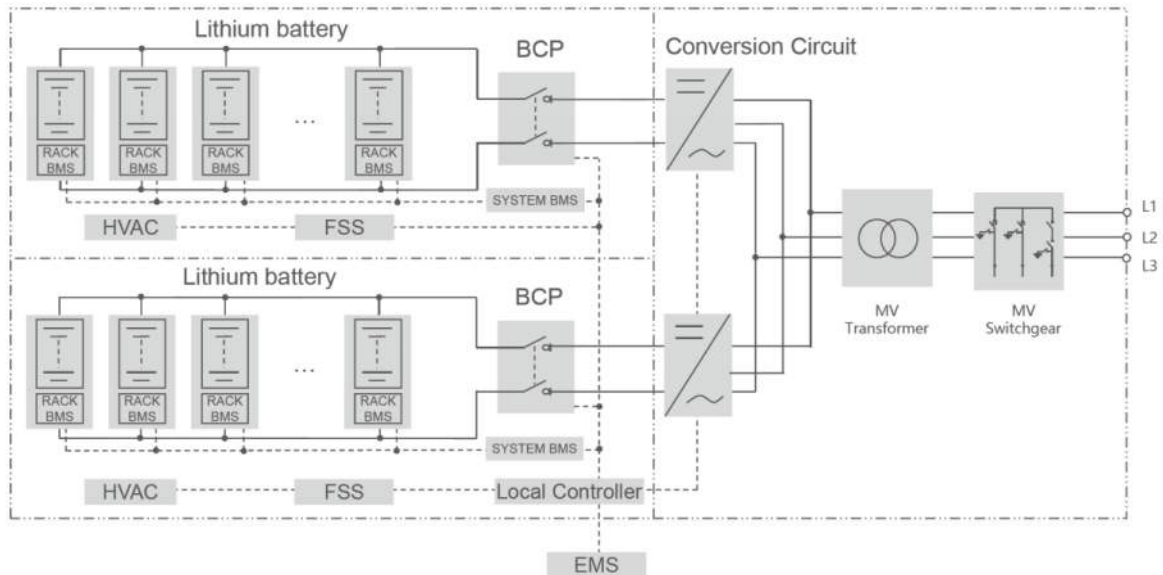 Lithium battery
BCP
Conversion Circuit
RACK
BMS
RACK
BMS
RACK
BMS
...
RACK
BMS
SYSTEM BMS
HVAC
FSS
L1
L2
L3
MV
Transformer
MV
Switchgear
Lithium battery
BCP
RACK
BMS
RACK
BMS
RACK
BMS
...
RACK
BMS
SYSTEM BMS
HVAC
FSS
Local Controller
EMS